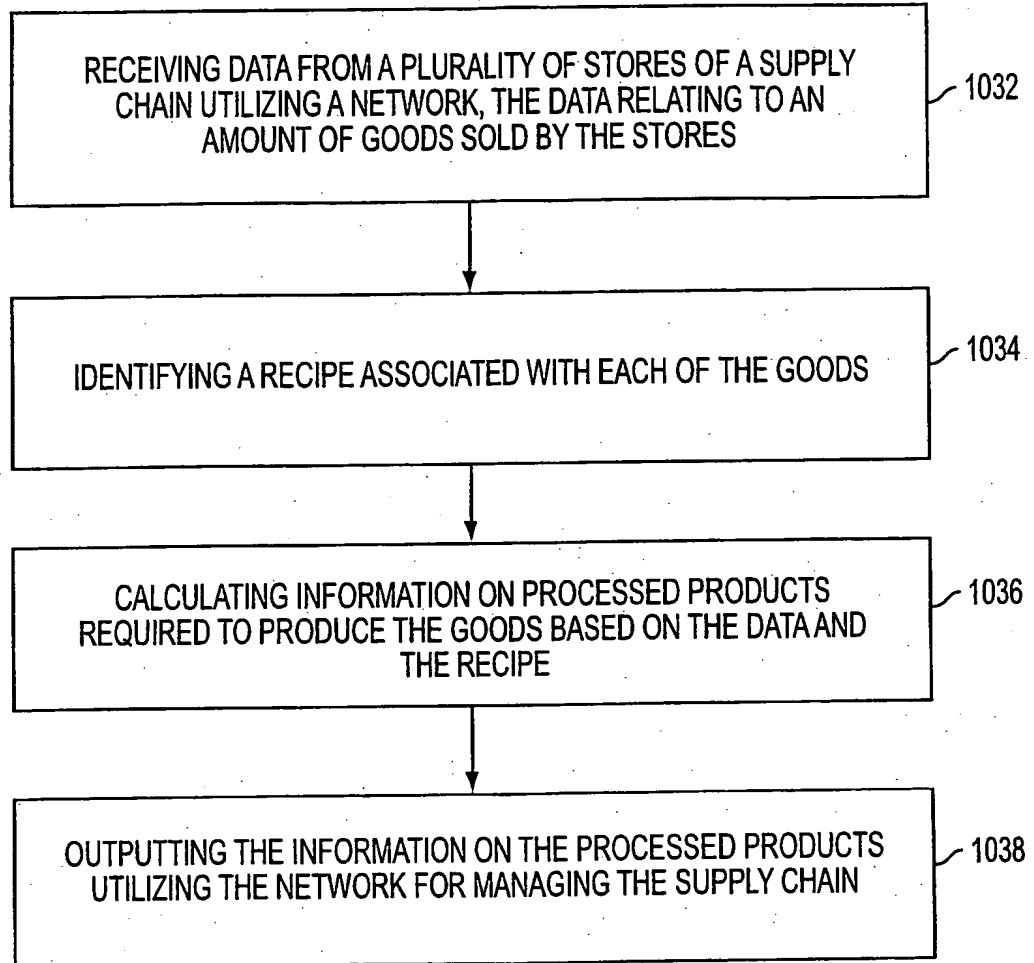 RECEIVING DATA FROM A PLURALITY OF STORES OF A SUPPLY
CHAIN UTILIZING A NETWORK, THE DATA RELATING TO AN
AMOUNT OF GOODS SOLD BY THE STORES
1032
IDENTIFYING A RECIPE ASSOCIATED WITH EACH OF THE GOODS
1034
CALCULATING INFORMATION ON PROCESSED PRODUCTS
REQUIRED TO PRODUCE THE GOODS BASED ON THE DATA AND
THE RECIPE
1036
OUTPUTTING THE INFORMATION ON THE PROCESSED PRODUCTS
UTILIZING THE NETWORK FOR MANAGING THE SUPPLY CHAIN
1038